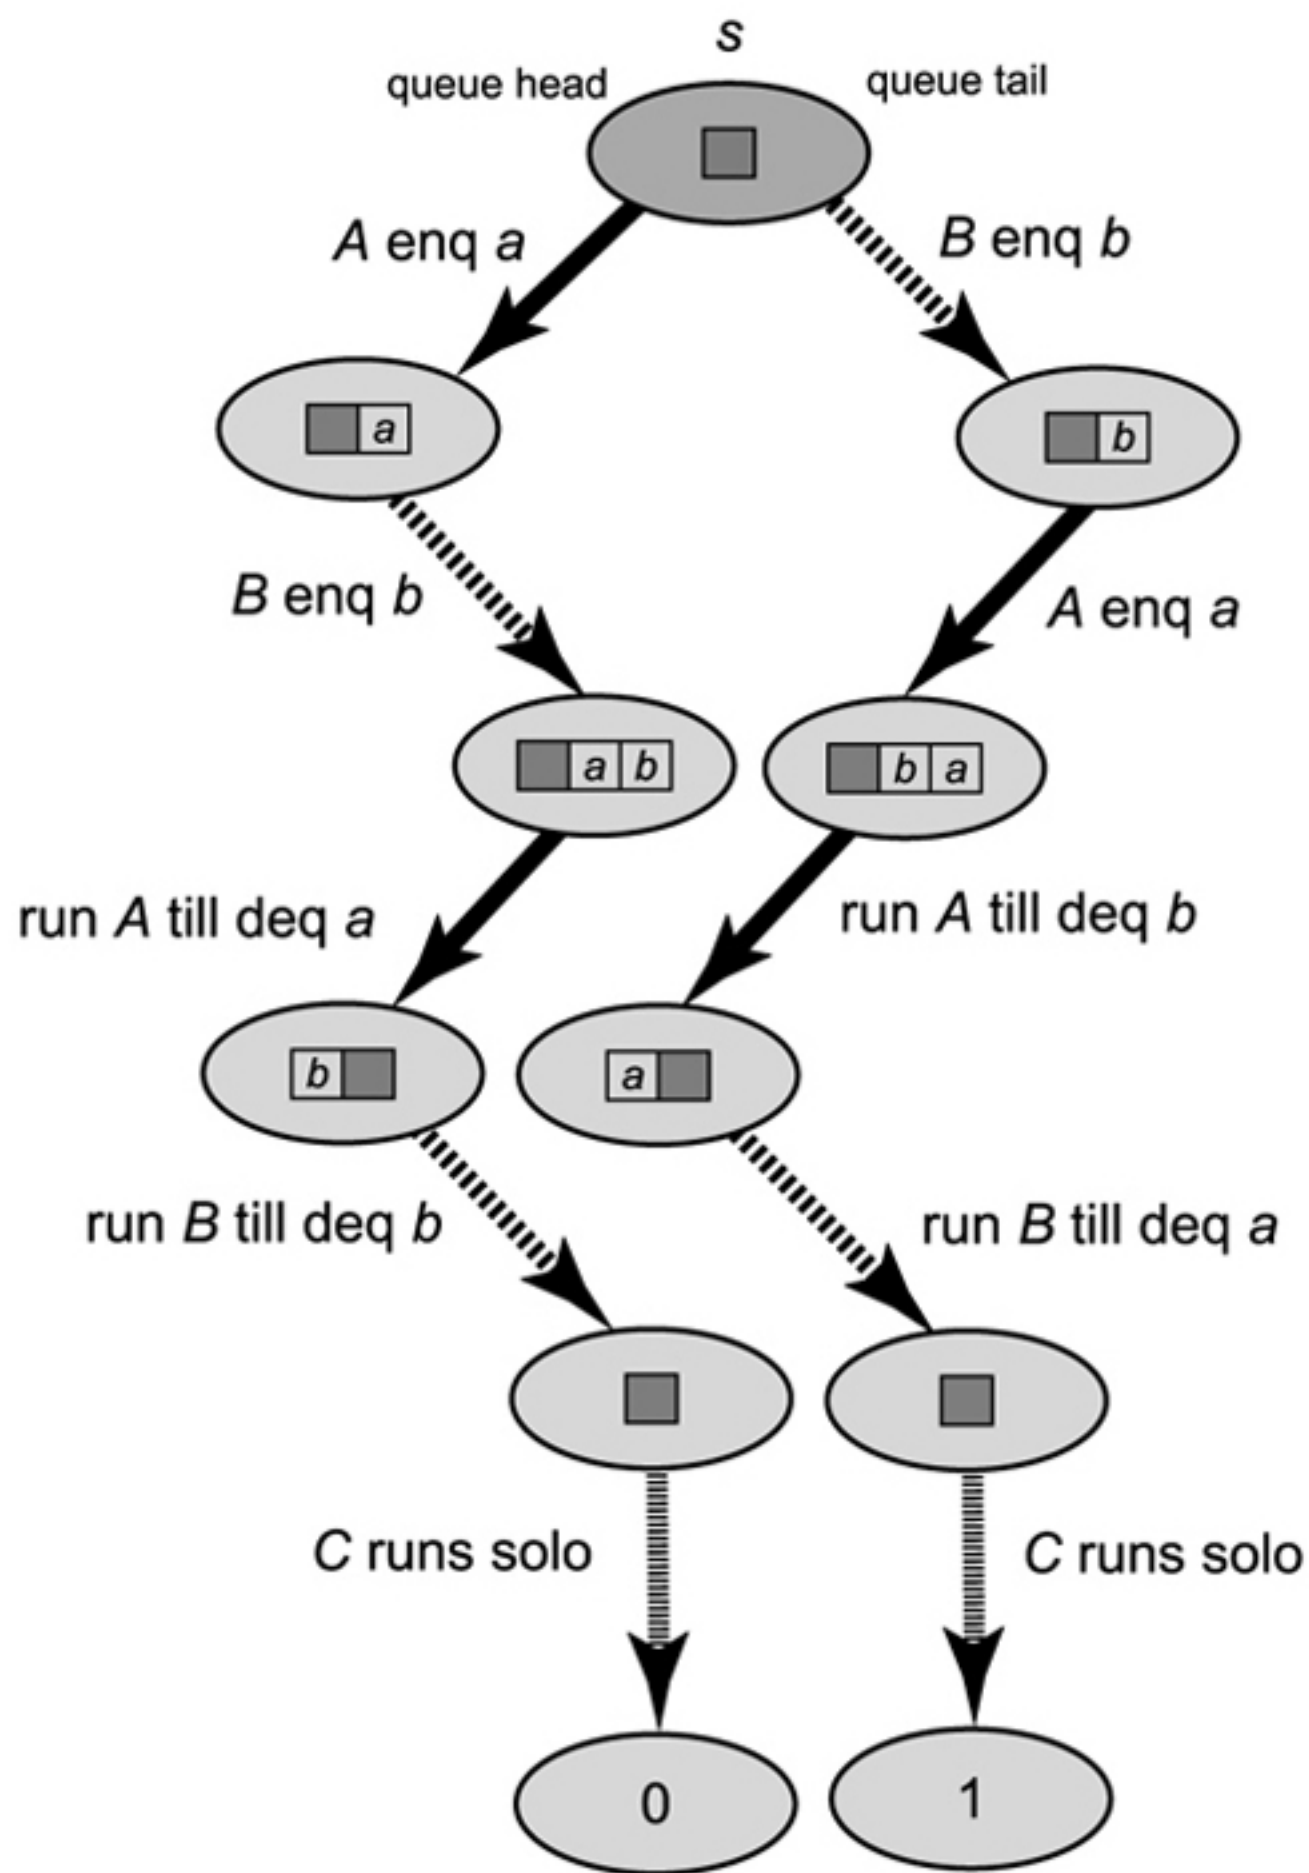 s
queue head
queue tail
A enq a
B enq b
a
b
B enq b
A enq a
a b
b a
run A till deq a
run A till deq b
b
a
run B till deq b
run B till deq a
C runs solo
C runs solo
0
1